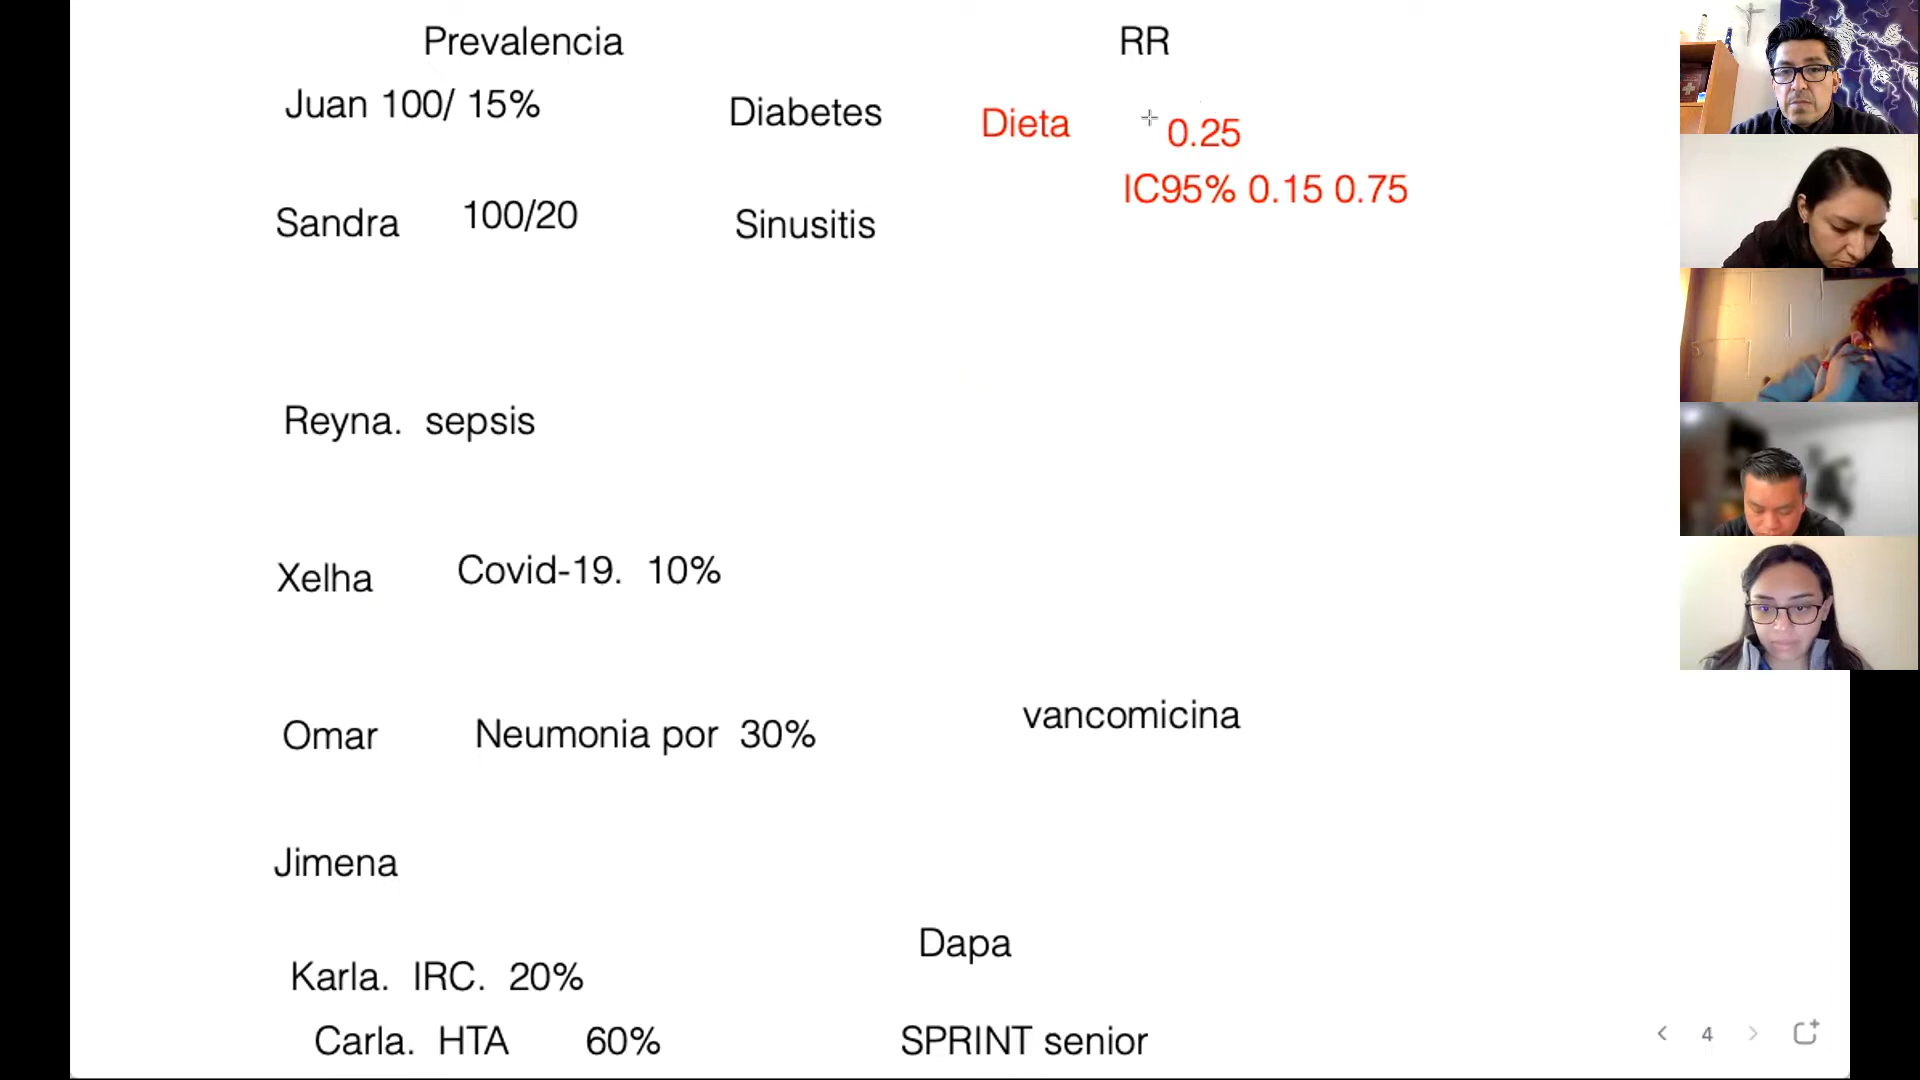 Prevalencia RR
Juan 100/ 15% Diabetes Dieta 0.25
IC95% 0.15 0.75
Sandra 100/20 Sinusitis
Reyna. sepsis
Xelha Covid-19. 10%
Omar Neumonia por 30% vancomicina
Jimena
Dapa
Karla. IRC. 20%
Carla. HTA 60% SPRINT senior
4